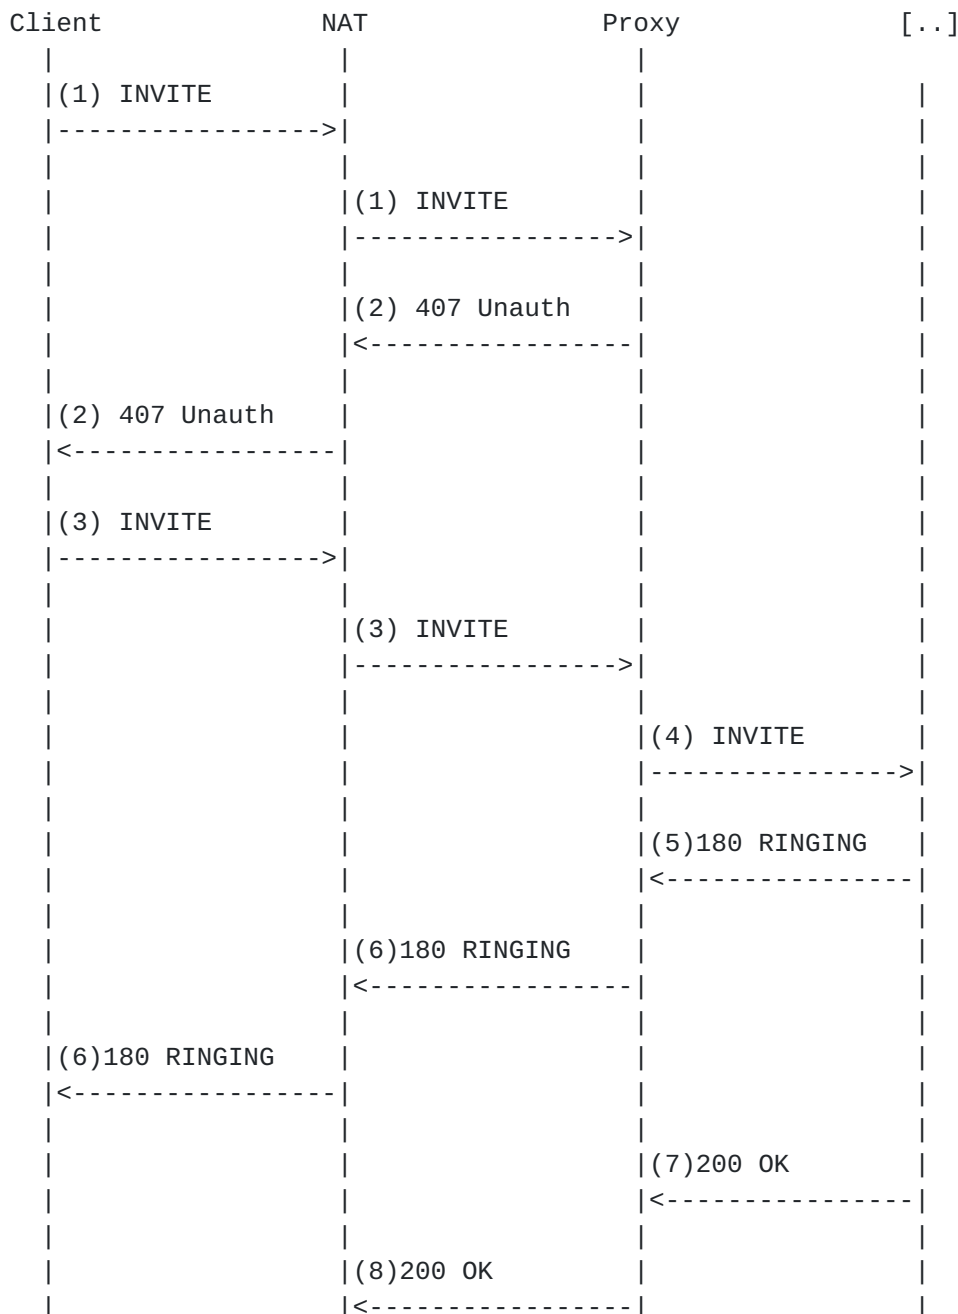 Client              NAT               Proxy              [..]
  |                  |                  |
  |(1) INVITE        |                  |                 |
  |----------------->|                  |                 |
  |                  |                  |                 |
  |                  |(1) INVITE        |                 |
  |                  |----------------->|                 |
  |                  |                  |                 |
  |                  |(2) 407 Unauth    |                 |
  |                  |<-----------------|                 |
  |                  |                  |                 |
  |(2) 407 Unauth    |                  |                 |
  |<-----------------|                  |                 |
  |                  |                  |                 |
  |(3) INVITE        |                  |                 |
  |----------------->|                  |                 |
  |                  |                  |                 |
  |                  |(3) INVITE        |                 |
  |                  |----------------->|                 |
  |                  |                  |                 |
  |                  |                  |(4) INVITE       |
  |                  |                  |---------------->|
  |                  |                  |                 |
  |                  |                  |(5)180 RINGING   |
  |                  |                  |<----------------|
  |                  |                  |                 |
  |                  |(6)180 RINGING    |                 |
  |                  |<-----------------|                 |
  |                  |                  |                 |
  |(6)180 RINGING    |                  |                 |
  |<-----------------|                  |                 |
  |                  |                  |                 |
  |                  |                  |(7)200 OK        |
  |                  |                  |<----------------|
  |                  |                  |                 |
  |                  |(8)200 OK         |                 |
  |                  |<-----------------|                 |